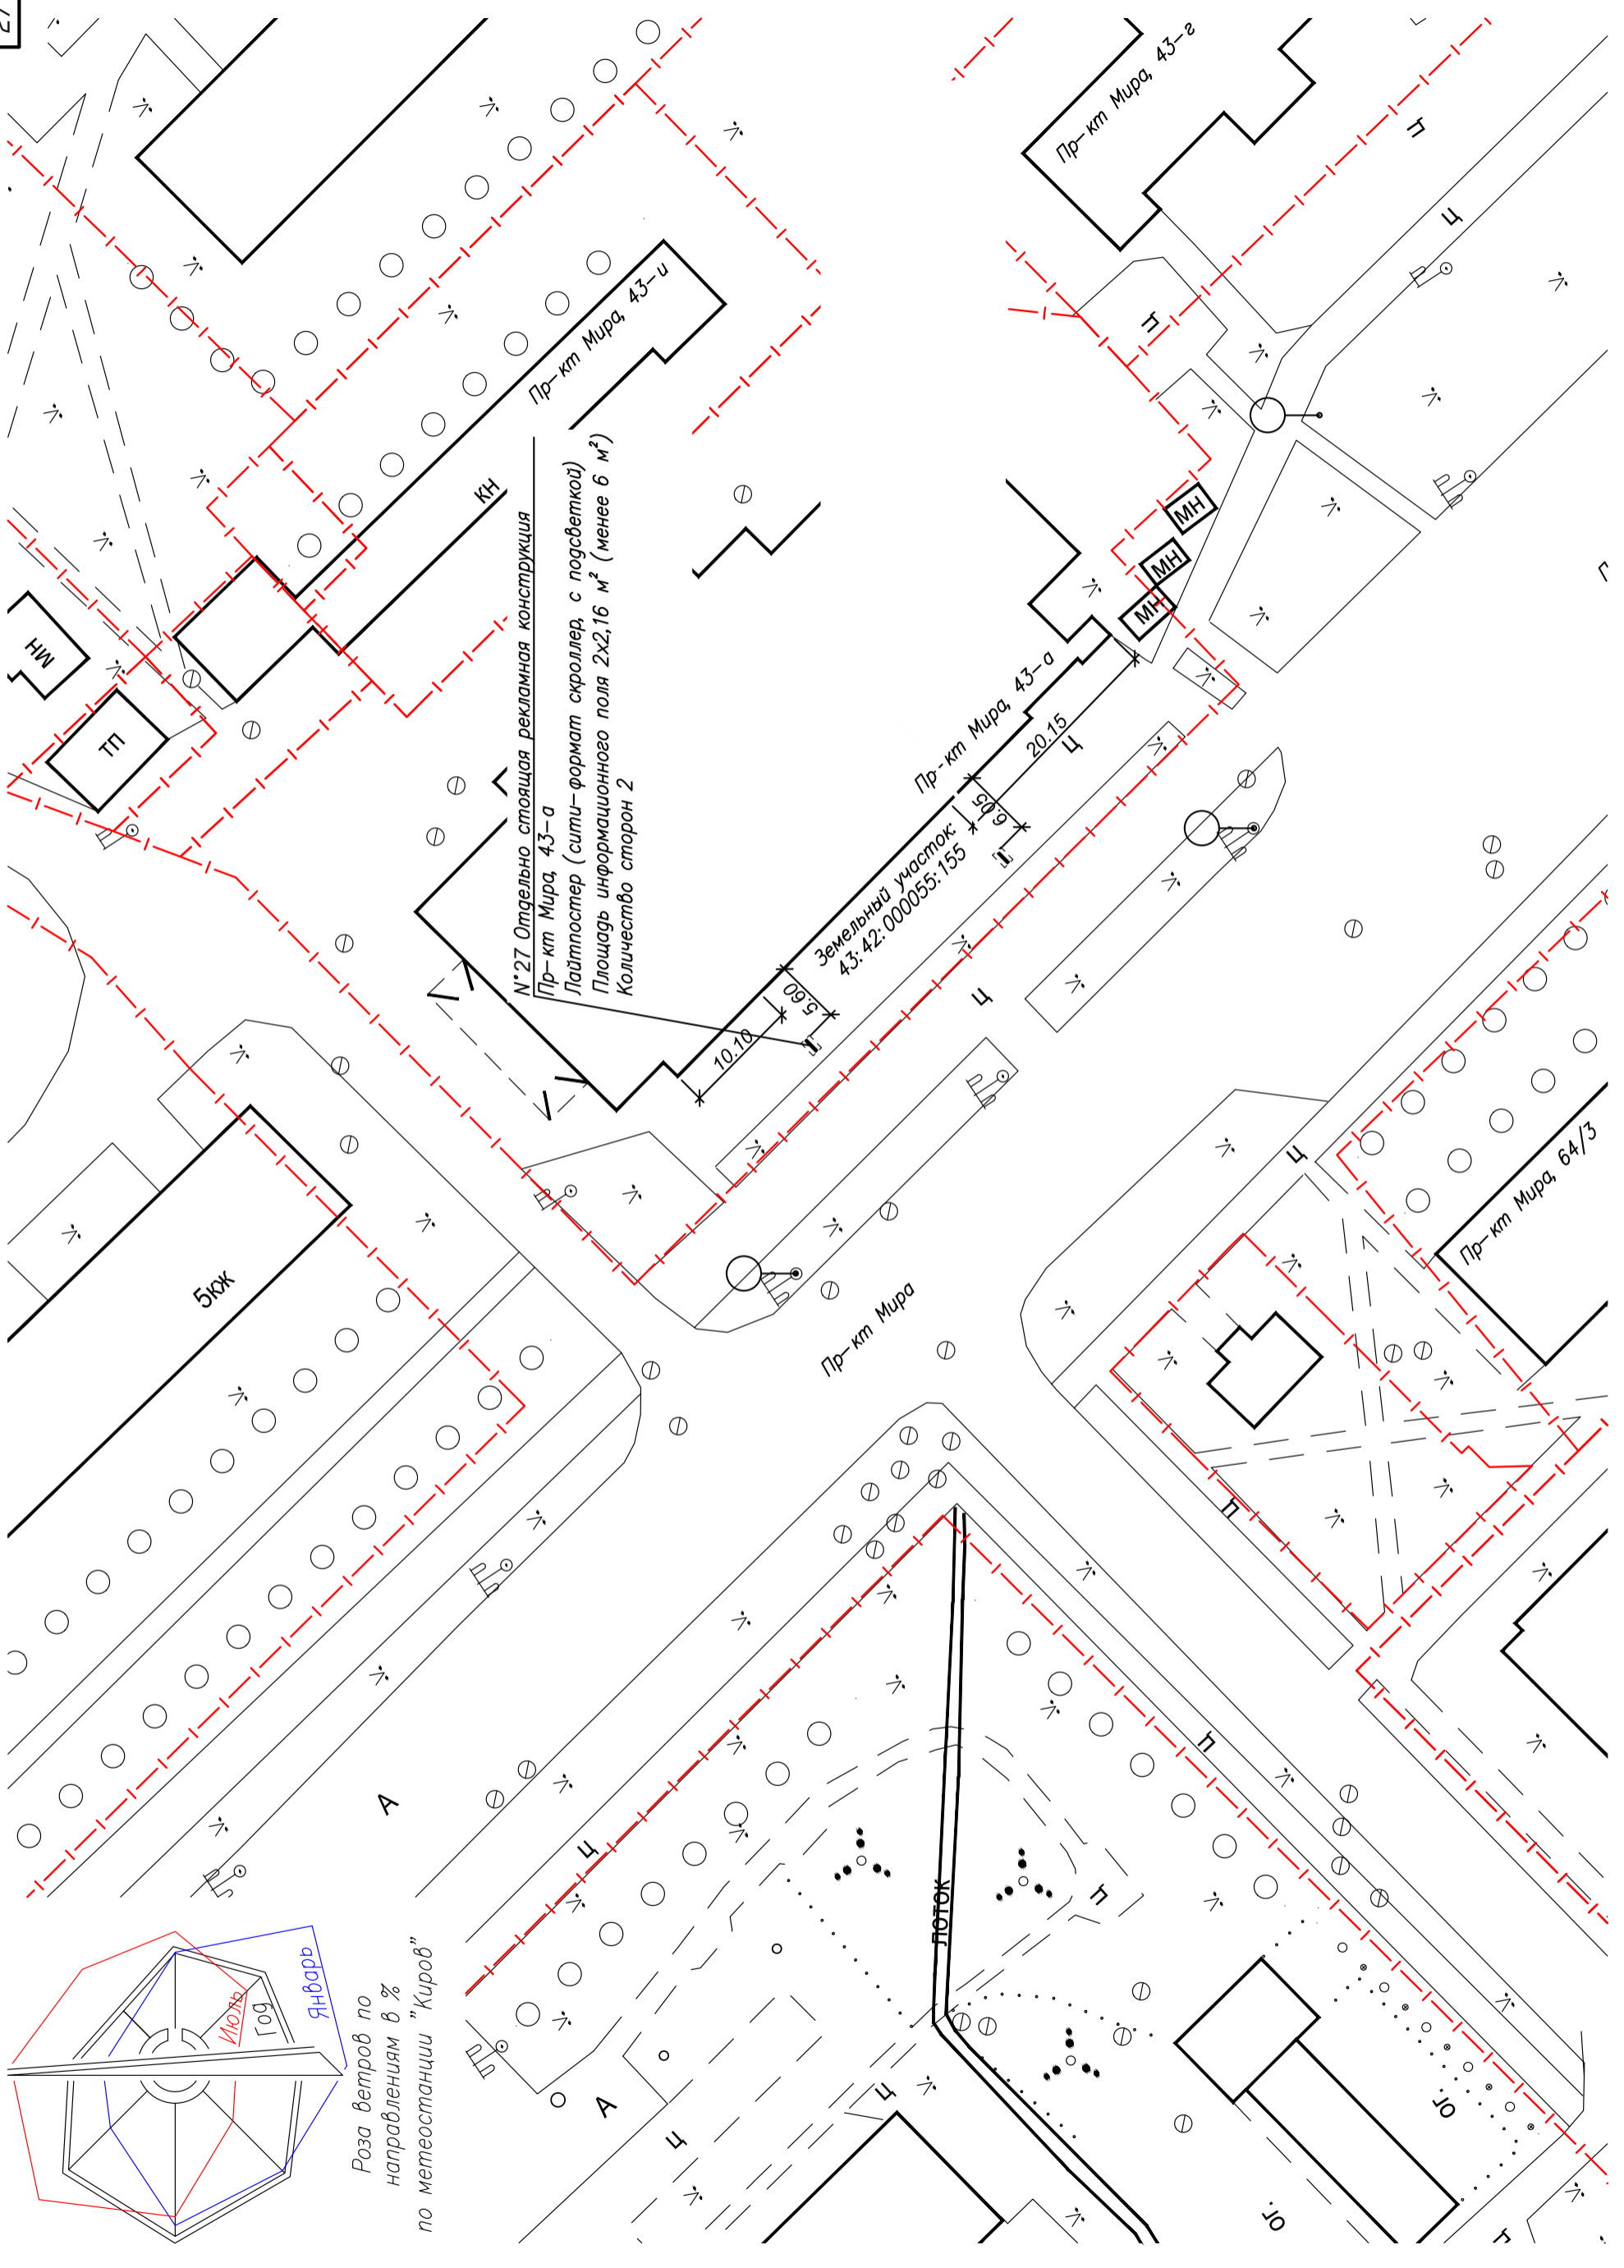 27
Пр-кт Мира, 43-г
Д
Ц
Д
Пр-кт Мира, 43-и
КН
МН
ТП
МН
МН
МН
N°27 Отдельно стоящая рекламная конструкция
Пр-кт Мира, 43-а
Лайтпостер (сити-формат скроллер, с подсветкой)
Площадь информационного поля 2х2,16 м² (менее 6 м²)
Количество сторон 2
Пр-кт Мира, 43-а
20.15
Ц
6.05
Земельный участок:
43:42:000055:155
5.60
10.10
Ц
5кж
Пр-кт Мира
Ц
Пр-кт Мира, 64/3
Ц
Ц
А
Ц
Д
ЛОТОК
Июль
Год
Январь
Роза ветров по
направлениям в %
по метеостанции "Киров"
А
Ц
Ц
ОГ
ОГ.
Д